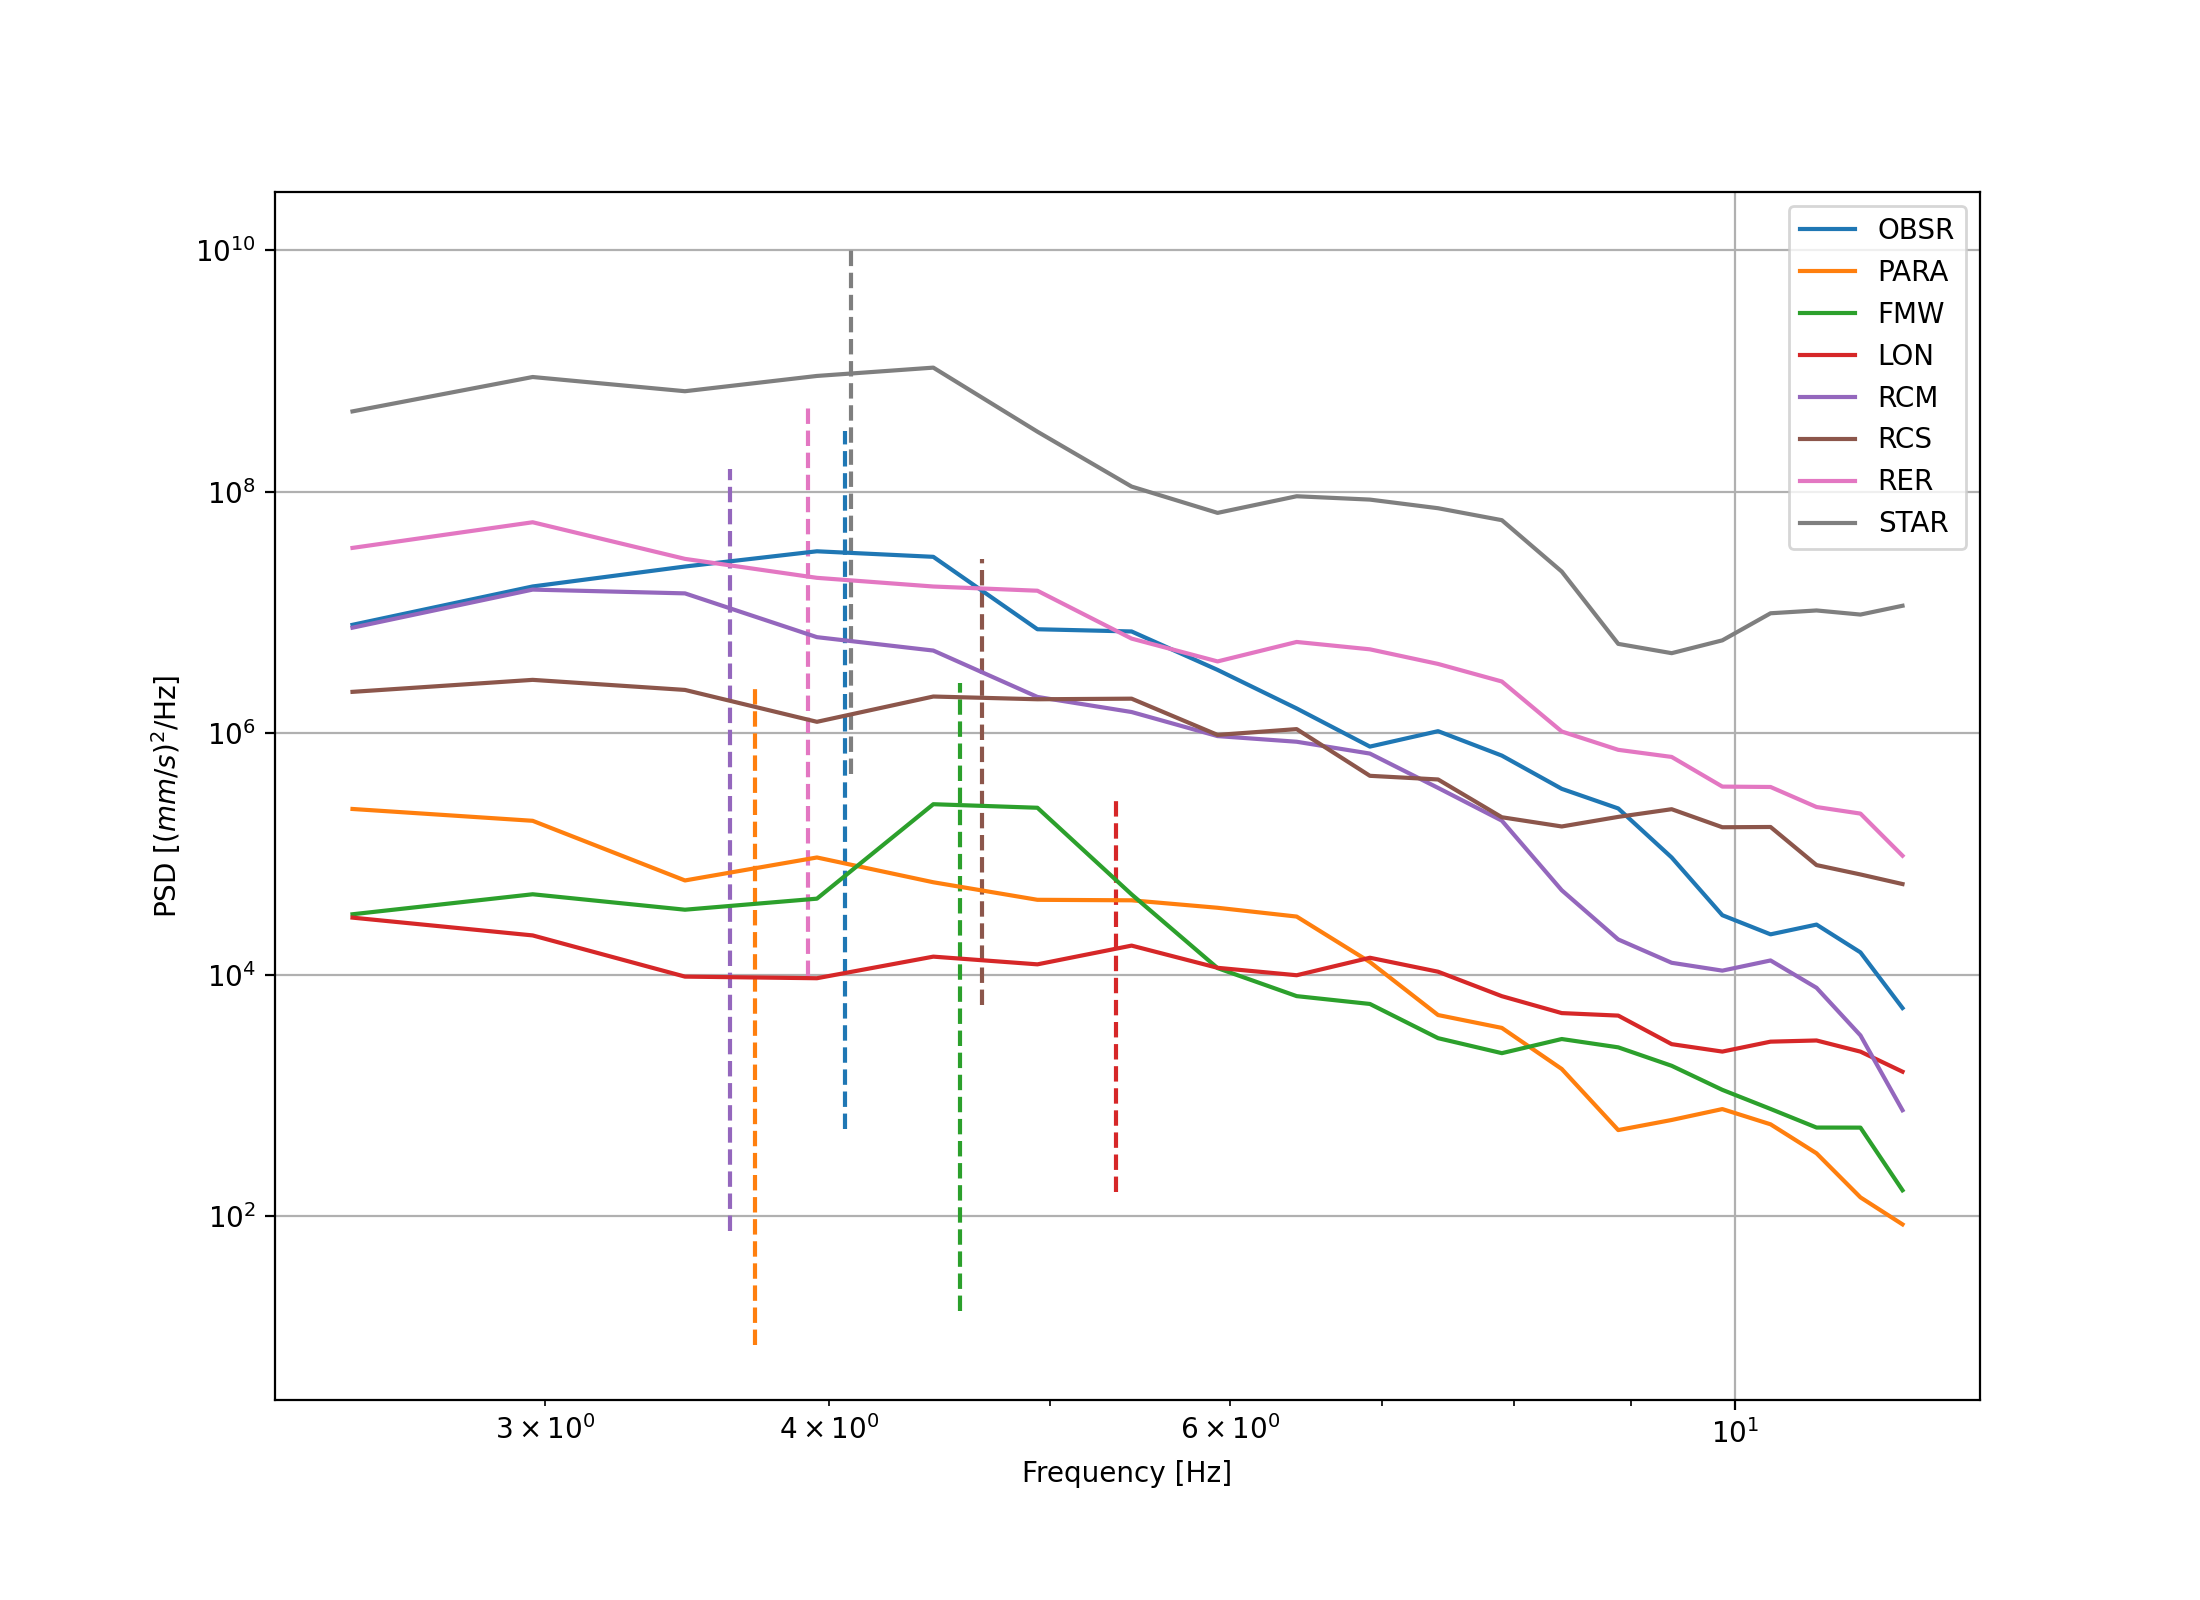 10^10
10^8
10^6
10^4
10^2
PSD [(mm/s)^2/Hz]
3 × 10^0
4 × 10^0
6 × 10^0
10^1
Frequency [Hz]
OBSR
PARA
FMW
LON
RCM
RCS
RER
STAR